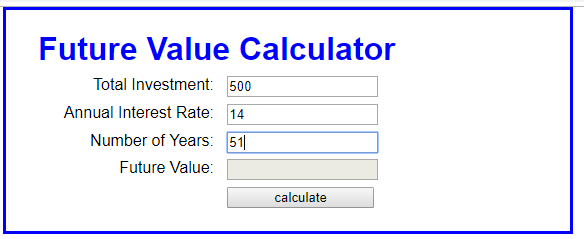 Future Value Calculator
Total Investment: 500
Annual Interest Rate: 14
Number of Years: 51
Future Value:
calculate